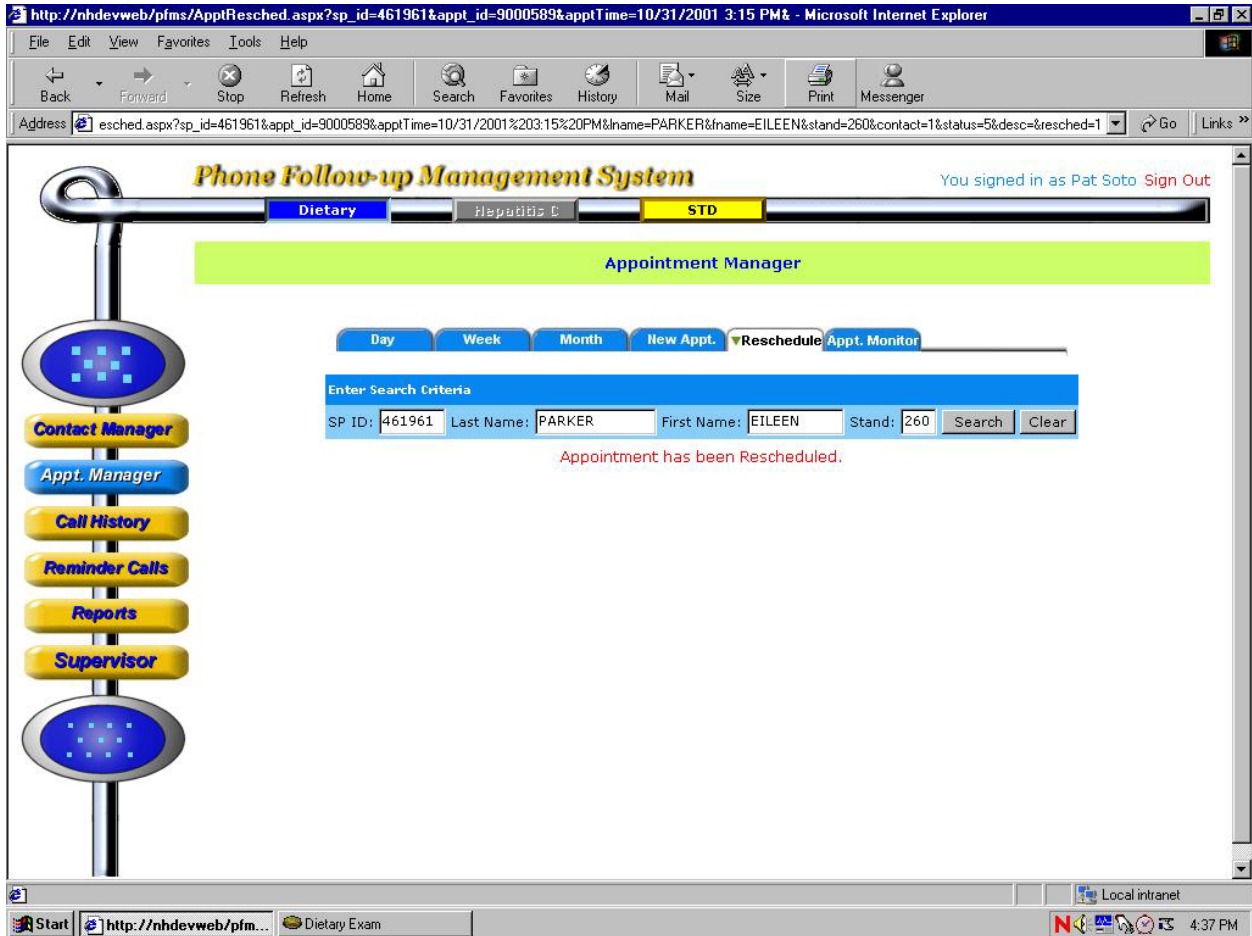 http://nhdevweb/pfms/ApptResched.aspx?sp_id=461961&appt_id=9000589&apptTime=10/31/2001 3:15 PM& - Microsoft Internet Explorer
File Edit View Favorites Tools Help
Back Forward Stop Refresh Home Search Favorites History Mail Size Print Messenger
Address esched.aspx?sp_id=461961&appt_id=9000589&apptTime=10/31/2001%203:15%20PM&lname=PARKER&fname=EILEEN&stand=260&contact=1&status=5&desc=&resched=1 Go Links »
Phone Follow-up Management System
You signed in as Pat Soto Sign Out
Dietary Hepatitis C STD
Appointment Manager
Day Week Month New Appt. ▼Reschedule Appt. Monitor
Enter Search Criteria
SP ID: 461961 Last Name: PARKER First Name: EILEEN Stand: 260 Search Clear
Appointment has been Rescheduled.
Contact Manager
Appt. Manager
Call History
Reminder Calls
Reports
Supervisor
Local intranet
Start http://nhdevweb/pfm... Dietary Exam N 4:37 PM